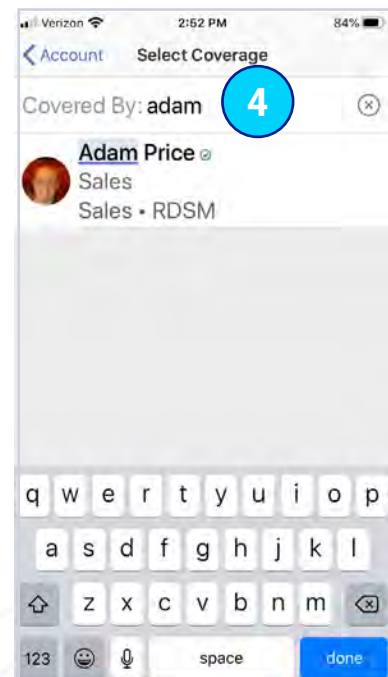 Verizon 2:52 PM 84%
Account Select Coverage
Covered By: adam 4
Adam Price
Sales
Sales • RDSM
q w e r t y u i o p
a s d f g h j k l
z x c v b n m
123 space done